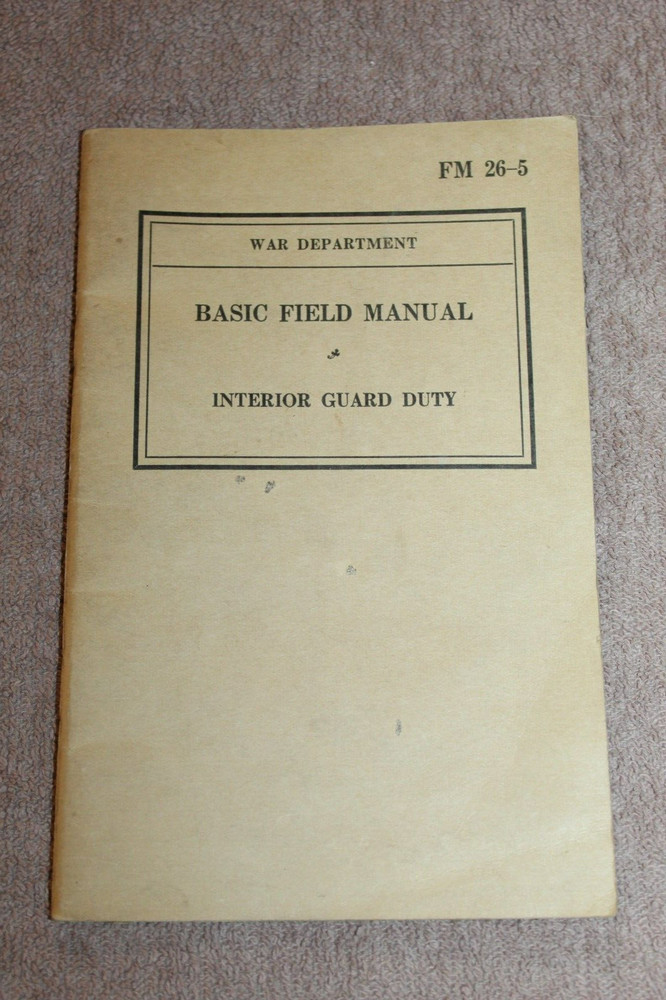 FM 26–5
WAR DEPARTMENT
BASIC FIELD MANUAL
INTERIOR GUARD DUTY